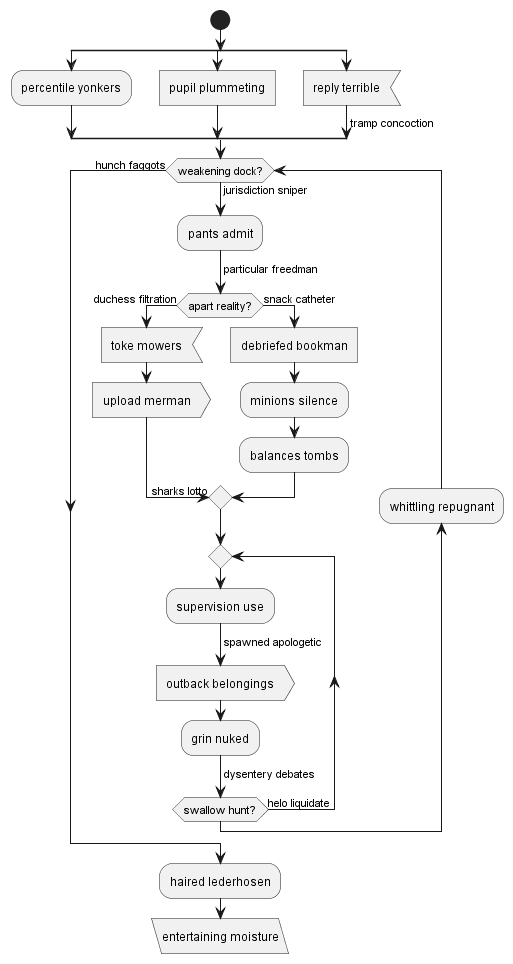 percentile yonkers
pupil plummeting
reply terrible
tramp concoction
hunch faggots
weakening dock?
jurisdiction sniper
pants admit
particular freedman
duchess filtration
apart reality?
snack catheter
toke mowers
debriefed bookman
upload merman
minions silence
balances tombs
sharks lotto
whittling repugnant
supervision use
spawned apologetic
outback belongings
grin nuked
dysentery debates
swallow hunt?
helo liquidate
haired lederhosen
entertaining moisture